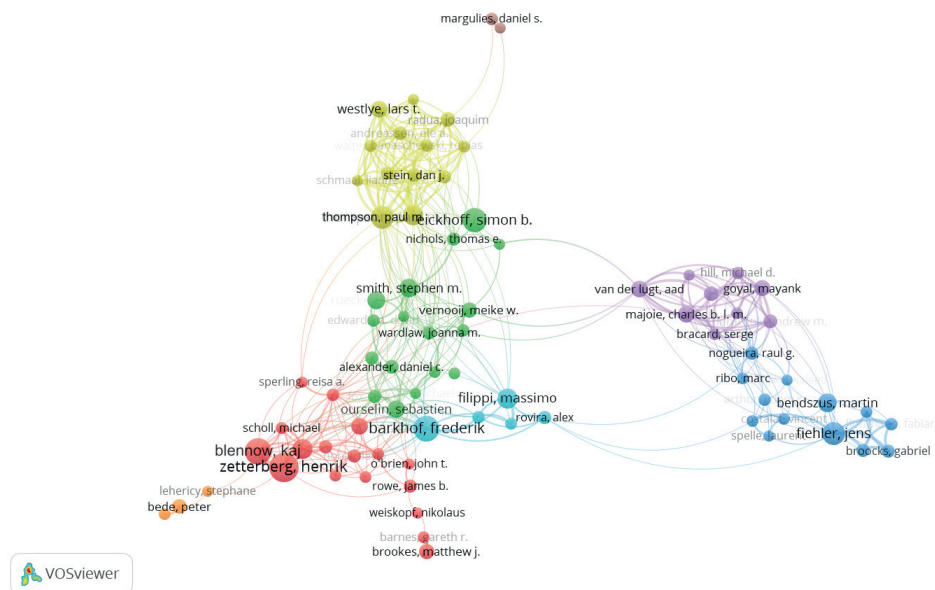 margulies, daniel s.
westlye, lars t.
radua, joaquim
andreassen, ole a.
stein, dan j.
thompson, paul m.
eickhoff, simon b.
nichols, thomas e.
hill, michael d.
van der lugt, aad
goyal, mayank
smith, stephen m.
vernooij, meike w.
majoie, charles b. l. m.
wardlaw, joanna m.
bracard, serge
nogueira, raul g.
alexander, daniel c.
ribo, marc
sperling, reisa a.
filippi, massimo
bendszus, martin
ourselin, sebastien
rovira, alex
scholl, michael
barkhof, frederik
fiehler, jens
blennow, kaj
broocks, gabriel
zetterberg, henrik
o'brien, john t.
rowe, james b.
lehericy, stephane
bede, peter
weiskopf, nikolaus
barnes, gareth r.
brookes, matthew j.
VOSviewer